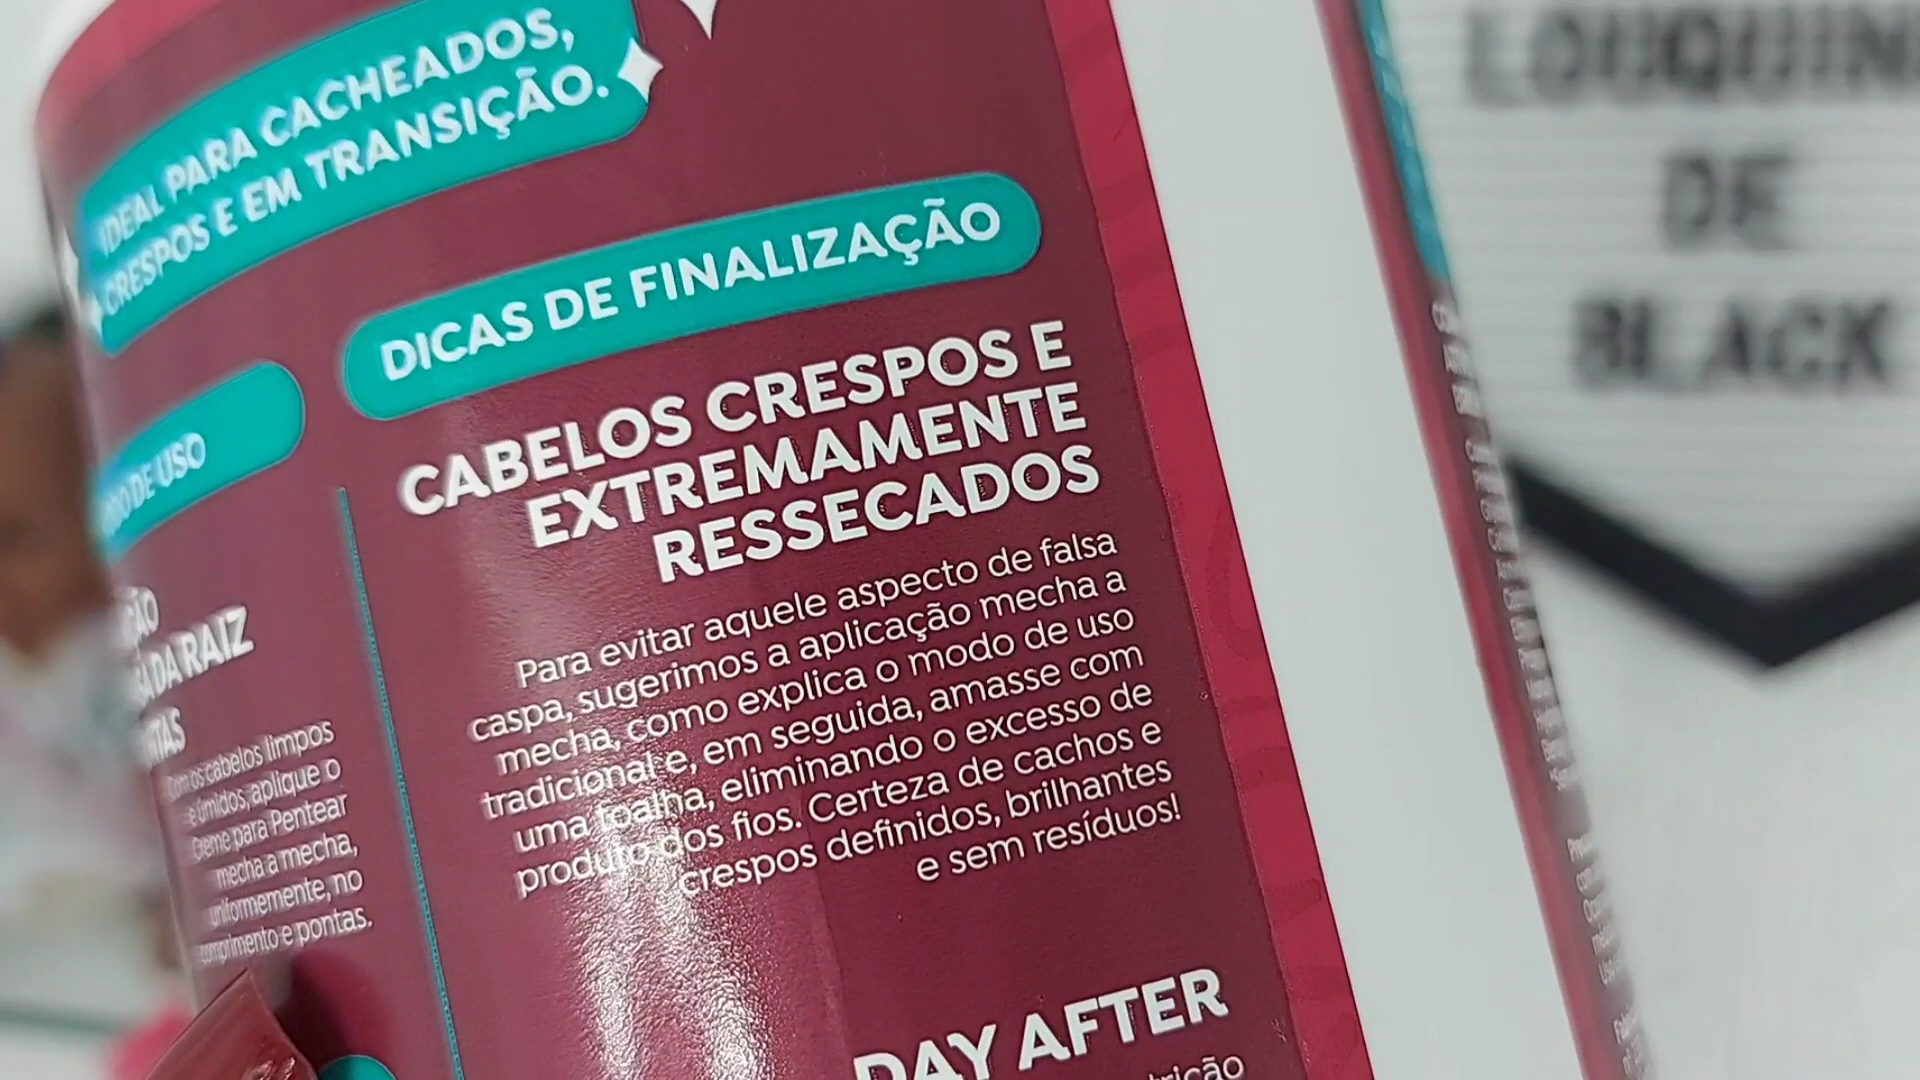 IDEAL PARA CACHEADOS,
CRESPOS E EM TRANSIÇÃO.
DE USO
DA RAIZ
Com os cabelos limpos
e úmidos, aplique o
Creme para Pentear
mecha a mecha,
uniformemente, no
comprimento e pontas.
DICAS DE FINALIZAÇÃO
CABELOS CRESPOS E
EXTREMAMENTE
RESSECADOS
Para evitar aquele aspecto de falsa
caspa, sugerimos a aplicação mecha a
mecha, como explica o modo de uso
tradicional e, em seguida, amasse com
uma toalha, eliminando o excesso de
produto dos fios. Certeza de cachos e
crespos definidos, brilhantes
e sem resíduos!
DAY AFTER
LOUQUIN
DE
BLACK